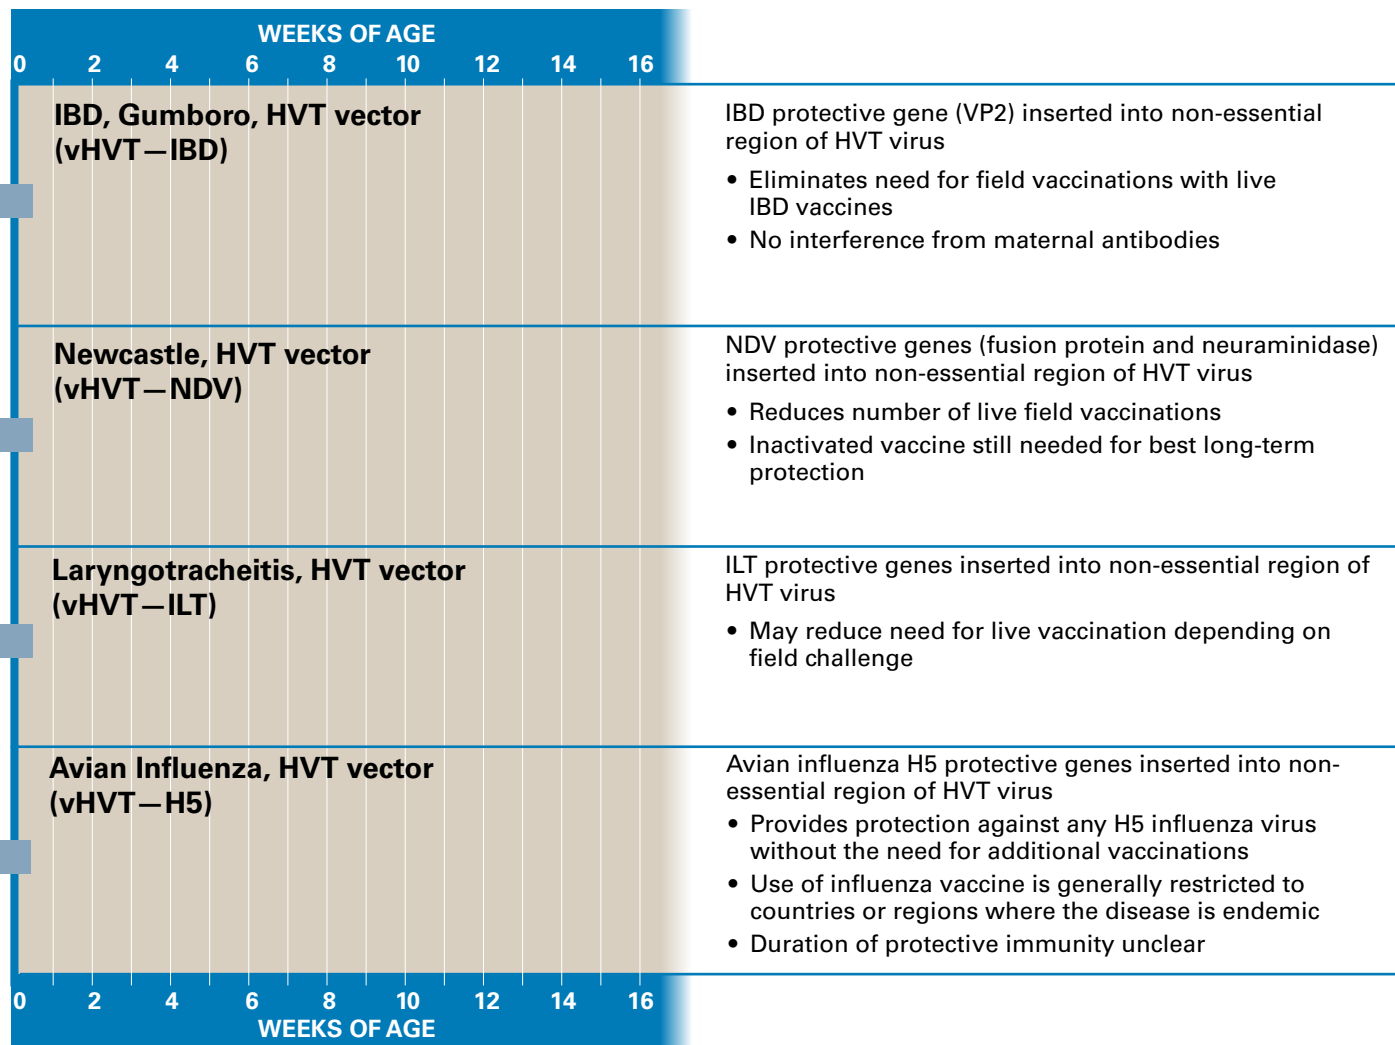 WEEKS OF AGE
0 2 4 6 8 10 12 14 16
IBD, Gumboro, HVT vector
(vHVT—IBD)
IBD protective gene (VP2) inserted into non-essential
region of HVT virus
• Eliminates need for field vaccinations with live
IBD vaccines
• No interference from maternal antibodies
Newcastle, HVT vector
(vHVT—NDV)
NDV protective genes (fusion protein and neuraminidase)
inserted into non-essential region of HVT virus
• Reduces number of live field vaccinations
• Inactivated vaccine still needed for best long-term
protection
Laryngotracheitis, HVT vector
(vHVT—ILT)
ILT protective genes inserted into non-essential region of
HVT virus
• May reduce need for live vaccination depending on
field challenge
Avian Influenza, HVT vector
(vHVT—H5)
Avian influenza H5 protective genes inserted into non-
essential region of HVT virus
• Provides protection against any H5 influenza virus
without the need for additional vaccinations
• Use of influenza vaccine is generally restricted to
countries or regions where the disease is endemic
• Duration of protective immunity unclear
0 2 4 6 8 10 12 14 16
WEEKS OF AGE